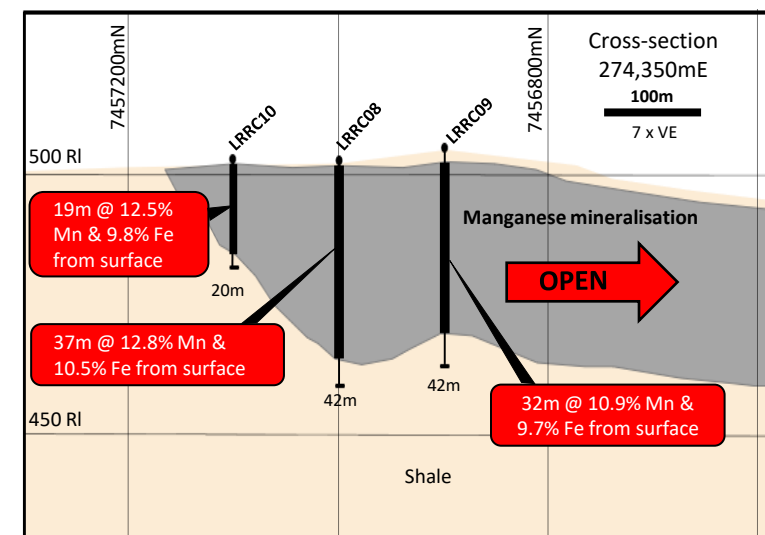 7457200mN
7456800mN
Cross-section
274,350mE
100m
7 x VE
LRRC10
LRRC08
LRRC09
500 Rl
19m @ 12.5%
Mn & 9.8% Fe
from surface
Manganese mineralisation
OPEN
20m
37m @ 12.8% Mn &
10.5% Fe from surface
42m
42m
32m @ 10.9% Mn &
9.7% Fe from surface
450 Rl
Shale